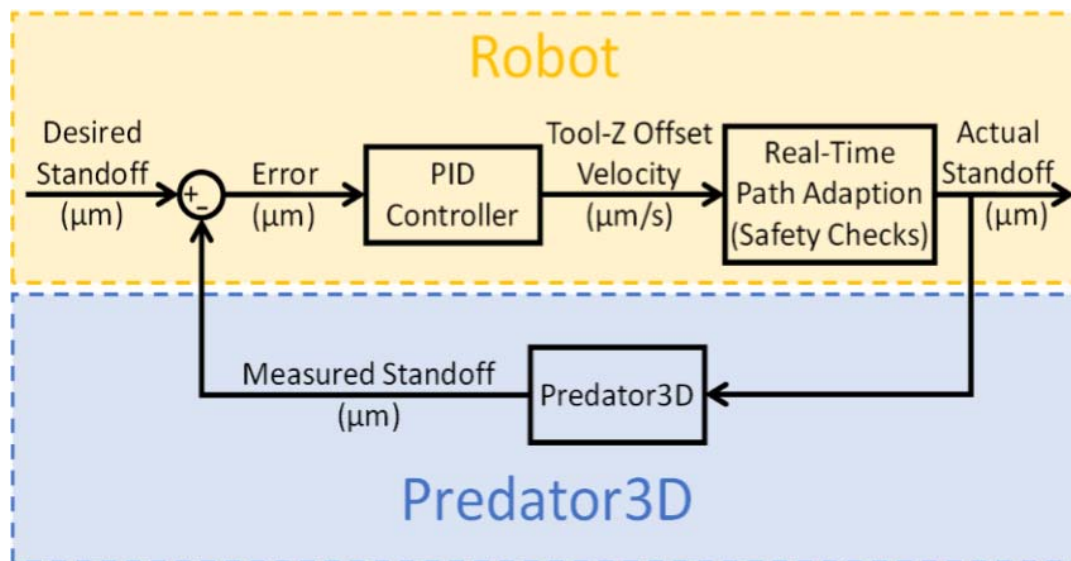 Robot
Desired
Standoff
(μm)
+
-
Error
(μm)
PID
Controller
Tool-Z Offset
Velocity
(μm/s)
Real-Time
Path Adaption
(Safety Checks)
Actual
Standoff
(μm)
Measured Standoff
(μm)
Predator3D
Predator3D